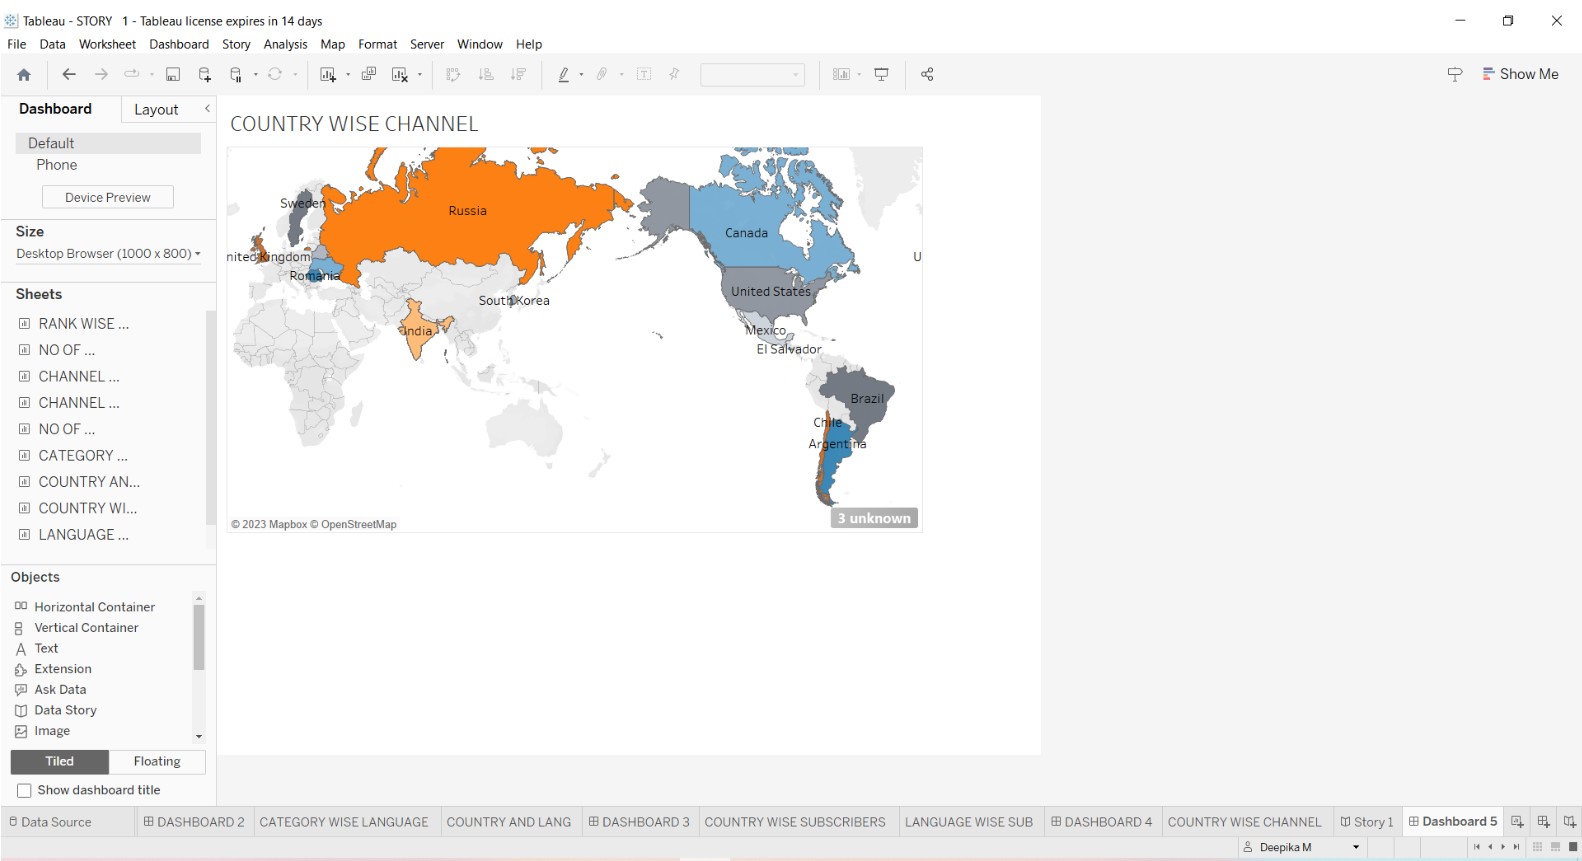 Tableau - STORY 1 - Tableau license expires in 14 days
File Data Worksheet Dashboard Story Analysis Map Format Server Window Help
Show Me
Dashboard Layout
Default
Phone
Device Preview
Size
Desktop Browser (1000 x 800)
Sheets
RANK WISE ...
NO OF ...
CHANNEL ...
CHANNEL ...
NO OF ...
CATEGORY ...
COUNTRY AN...
COUNTRY WI...
LANGUAGE ...
Objects
Horizontal Container
Vertical Container
Text
Extension
Ask Data
Data Story
Image
Tiled Floating
Show dashboard title
COUNTRY WISE CHANNEL
Sweden
Russia
Canada
nited Kingdom
U
Romania
South Korea
United States
India
Mexico
El Salvador
Brazil
Chile
Argentina
3 unknown
© 2023 Mapbox © OpenStreetMap
Data Source DASHBOARD 2 CATEGORY WISE LANGUAGE COUNTRY AND LANG DASHBOARD 3 COUNTRY WISE SUBSCRIBERS LANGUAGE WISE SUB DASHBOARD 4 COUNTRY WISE CHANNEL Story 1 Dashboard 5
Deepika M